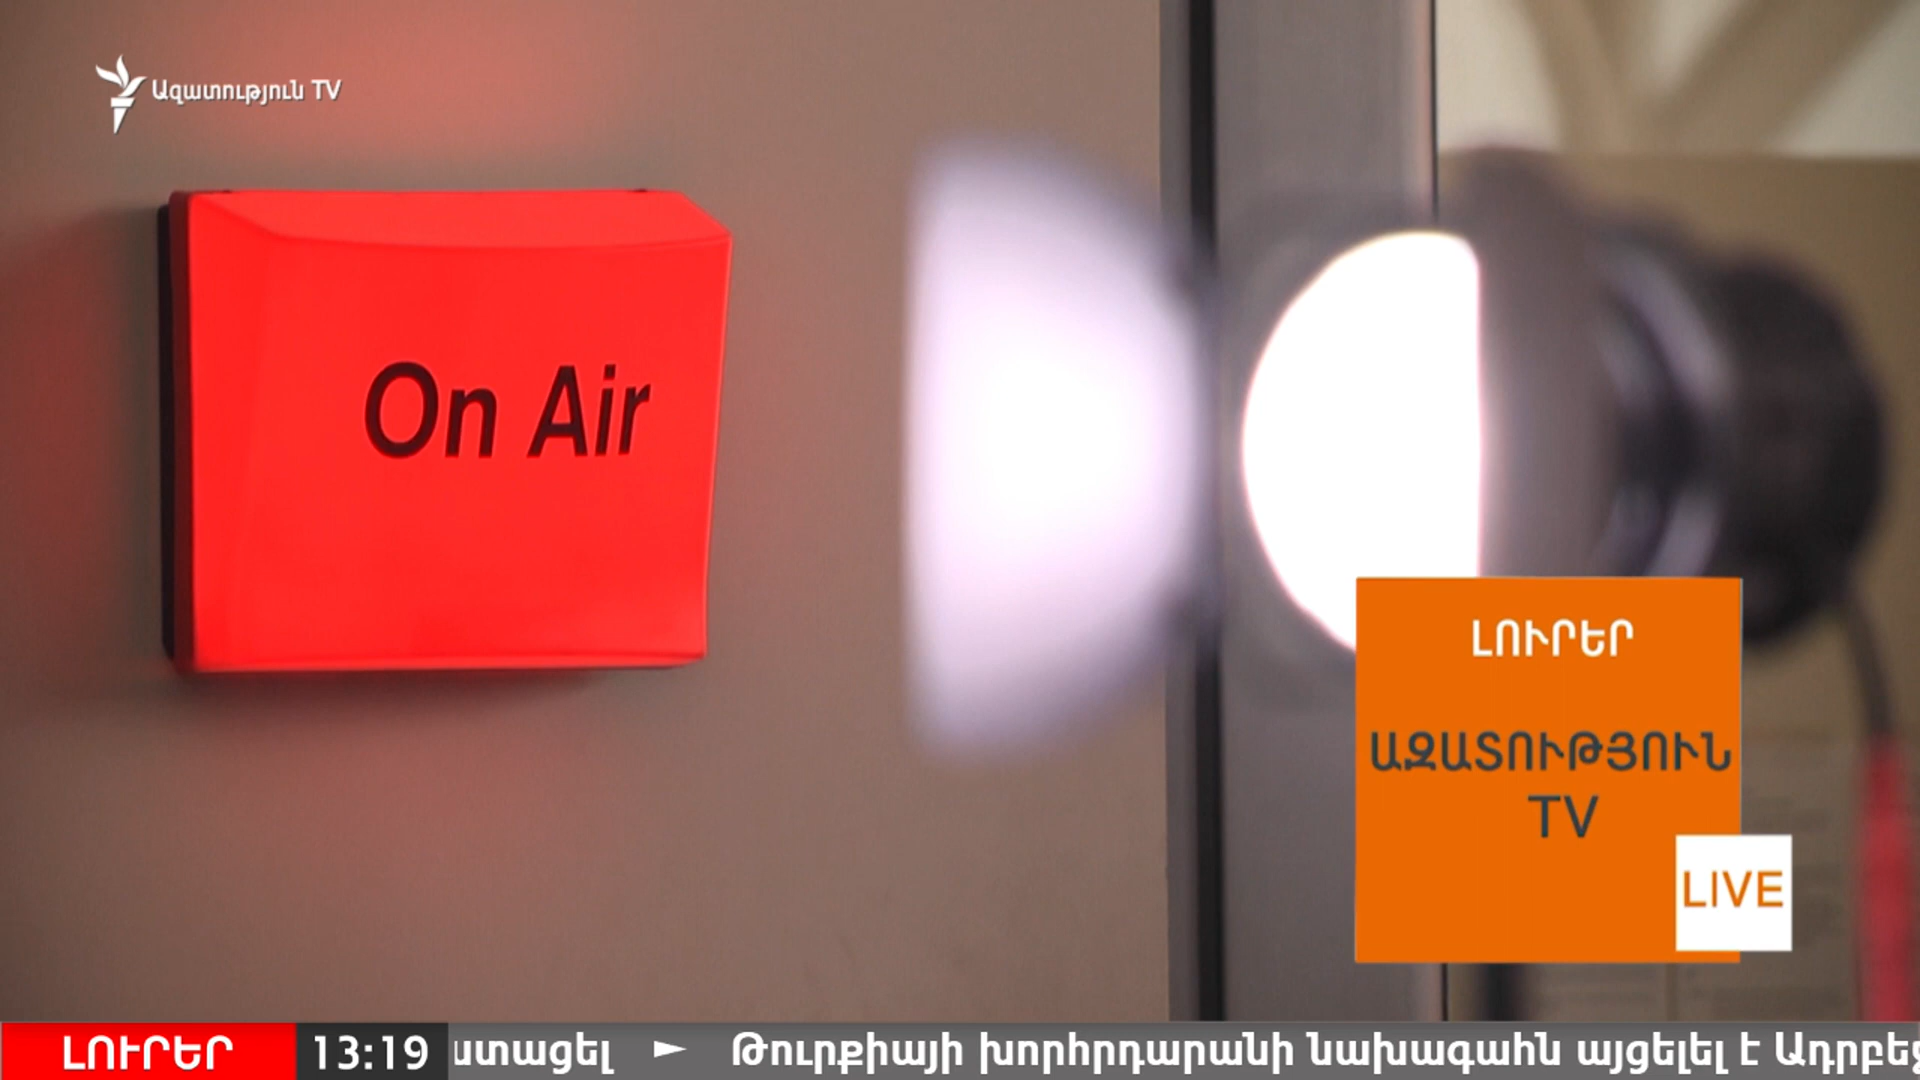 Ազատություն TV
On Air
ԼՈՒՐԵՐ
ԱԶԱՏՈՒԹՅՈՒՆ
TV
LIVE
ԼՈՒՐԵՐ 13:19 ► Թուրքիայի խորհրդարանի նախագահն այցելել է